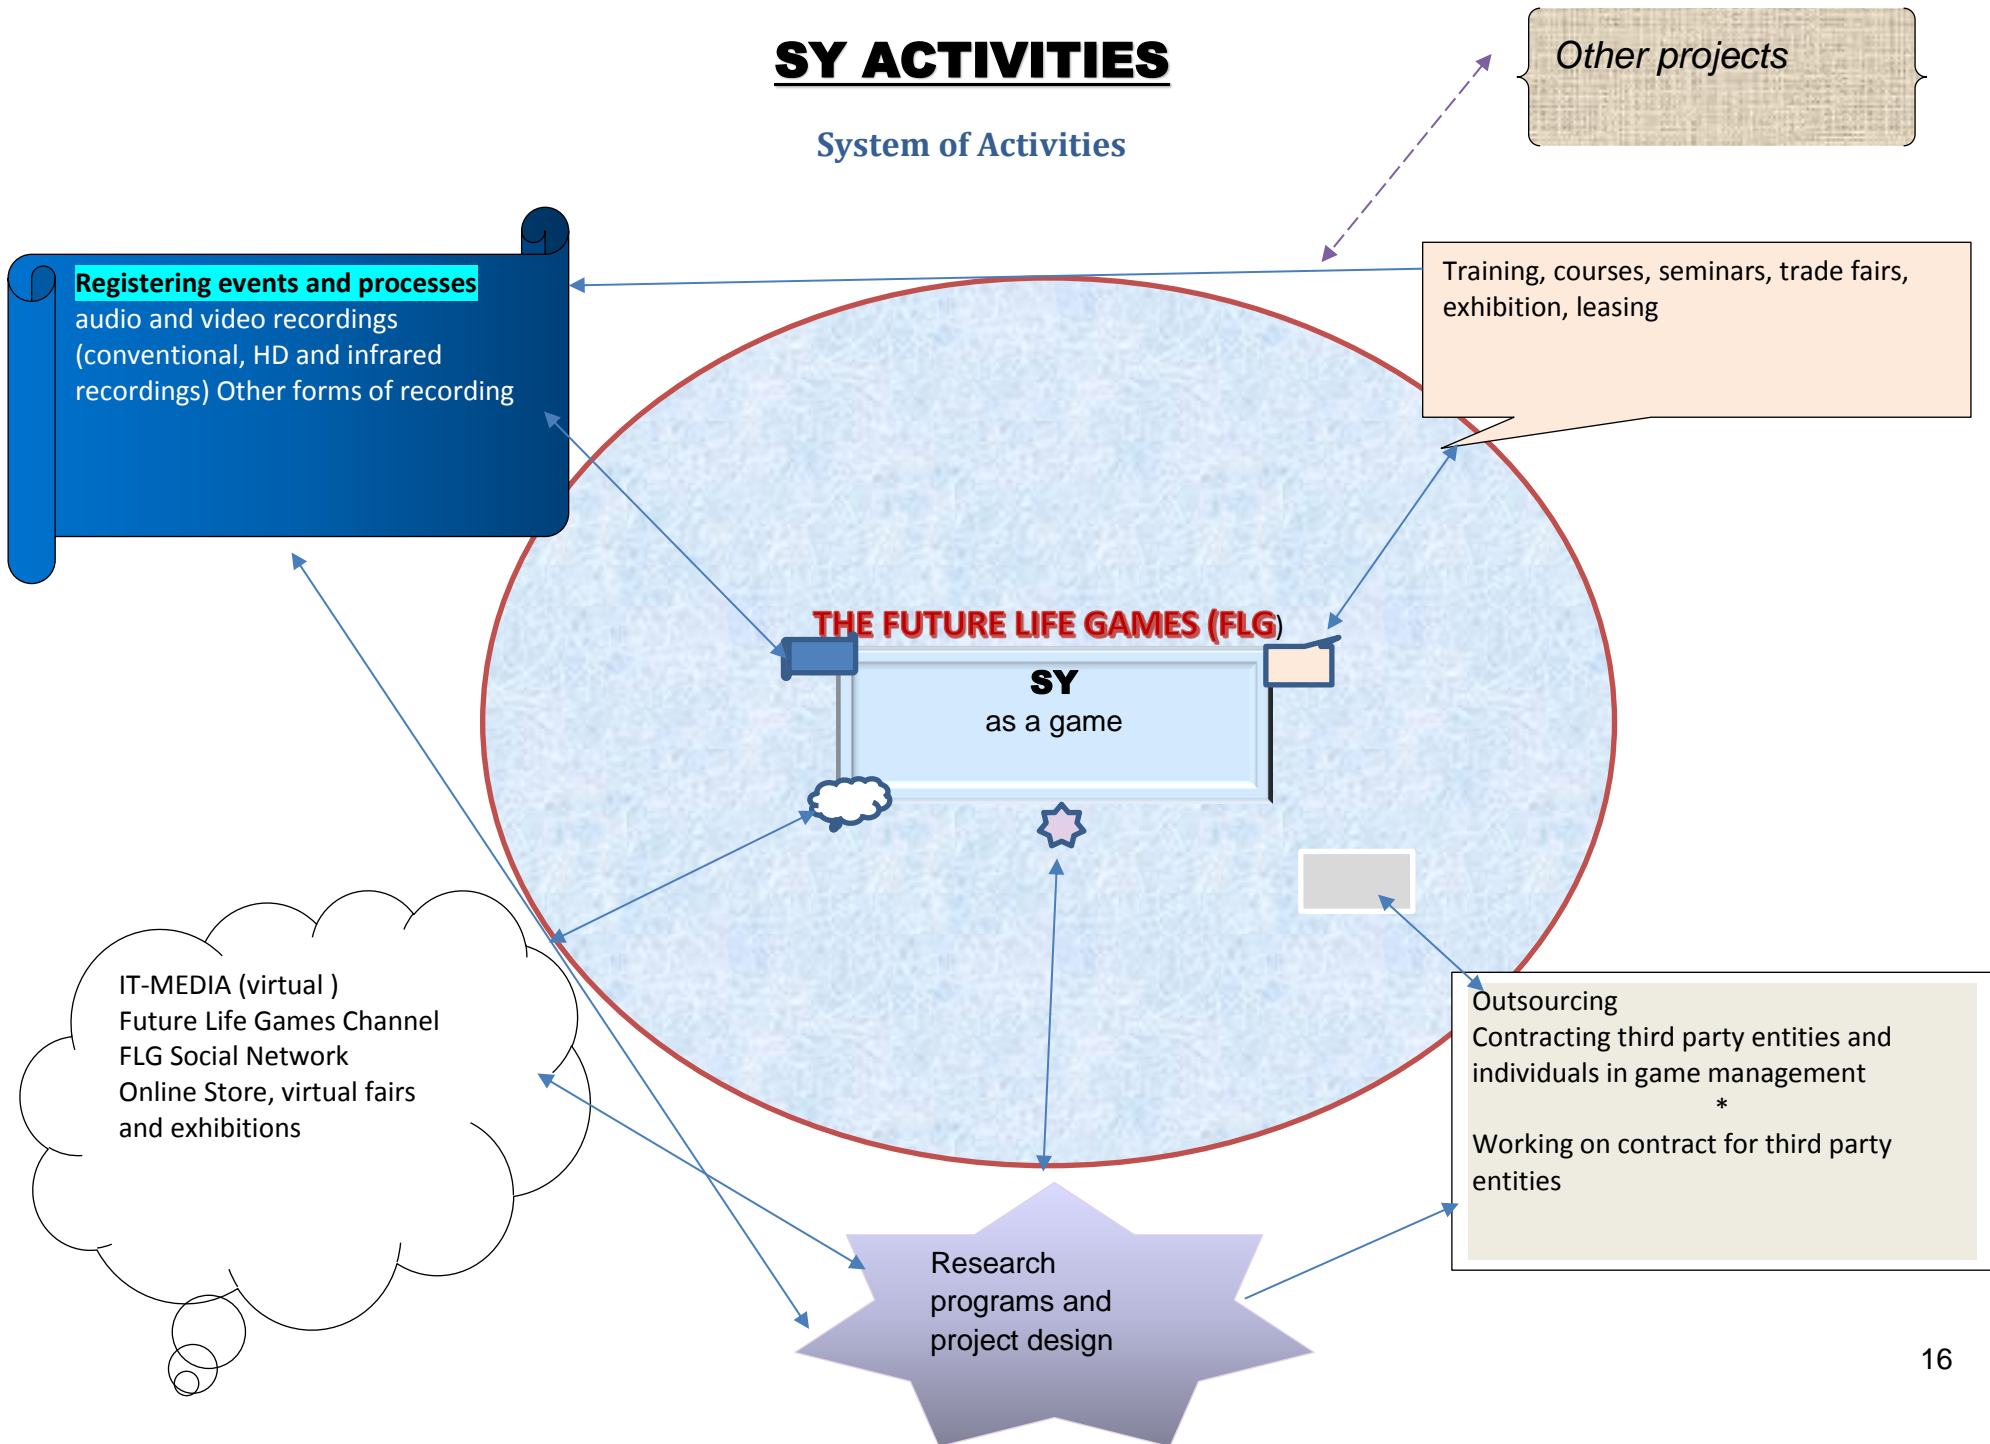 SY ACTIVITIES
Other projects
System of Activities
Registering events and processes
audio and video recordings
(conventional, HD and infrared
recordings) Other forms of recording
Training, courses, seminars, trade fairs,
exhibition, leasing
THE FUTURE LIFE GAMES (FLG)
SY
as a game
IT-MEDIA (virtual )
Future Life Games Channel
FLG Social Network
Online Store, virtual fairs
and exhibitions
Outsourcing
Contracting third party entities and
individuals in game management
*
Working on contract for third party
entities
Research
programs and
project design
16